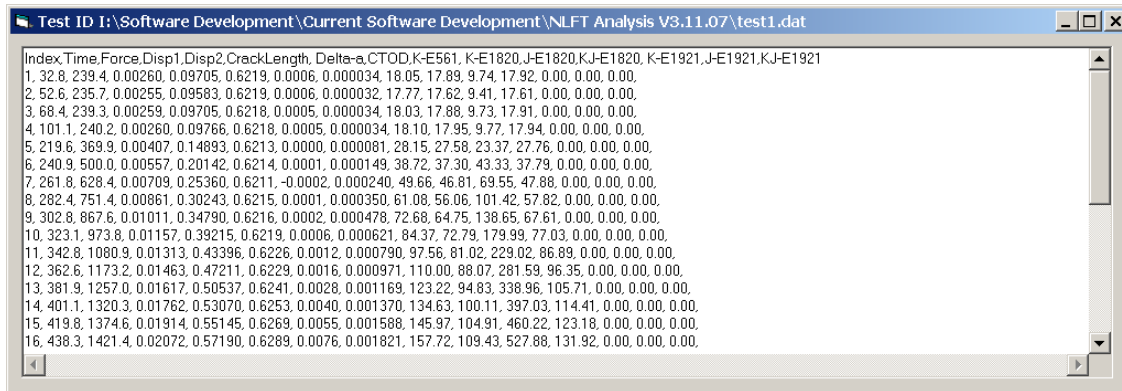 Test ID I:\Software Development\Current Software Development\NLFT Analysis V3.11.07\test1.dat
Index,Time,Force,Disp1,Disp2,CrackLength, Delta-a,CTOD,K-E561, K-E1820,J-E1820,KJ-E1820, K-E1921,J-E1921,KJ-E1921
1, 32.8, 239.4, 0.00260, 0.09705, 0.6219, 0.0006, 0.000034, 18.05, 17.89, 9.74, 17.92, 0.00, 0.00, 0.00,
2, 52.6, 235.7, 0.00255, 0.09583, 0.6219, 0.0006, 0.000032, 17.77, 17.62, 9.41, 17.61, 0.00, 0.00, 0.00,
3, 68.4, 239.3, 0.00259, 0.09705, 0.6218, 0.0005, 0.000034, 18.03, 17.88, 9.73, 17.91, 0.00, 0.00, 0.00,
4, 101.1, 240.2, 0.00260, 0.09766, 0.6218, 0.0005, 0.000034, 18.10, 17.95, 9.77, 17.94, 0.00, 0.00, 0.00,
5, 219.6, 369.9, 0.00407, 0.14893, 0.6213, 0.0000, 0.000081, 28.15, 27.58, 23.37, 27.76, 0.00, 0.00, 0.00,
6, 240.9, 500.0, 0.00557, 0.20142, 0.6214, 0.0001, 0.000149, 38.72, 37.30, 43.33, 37.79, 0.00, 0.00, 0.00,
7, 261.8, 628.4, 0.00709, 0.25360, 0.6211, -0.0002, 0.000240, 49.66, 46.81, 69.55, 47.88, 0.00, 0.00, 0.00,
8, 282.4, 751.4, 0.00861, 0.30243, 0.6215, 0.0001, 0.000350, 61.08, 56.06, 101.42, 57.82, 0.00, 0.00, 0.00,
9, 302.8, 867.6, 0.01011, 0.34790, 0.6216, 0.0002, 0.000478, 72.68, 64.75, 138.65, 67.61, 0.00, 0.00, 0.00,
10, 323.1, 973.8, 0.01157, 0.39215, 0.6219, 0.0006, 0.000621, 84.37, 72.79, 179.99, 77.03, 0.00, 0.00, 0.00,
11, 342.8, 1080.9, 0.01313, 0.43396, 0.6226, 0.0012, 0.000790, 97.56, 81.02, 229.02, 86.89, 0.00, 0.00, 0.00,
12, 362.6, 1173.2, 0.01463, 0.47211, 0.6229, 0.0016, 0.000971, 110.00, 88.07, 281.59, 96.35, 0.00, 0.00, 0.00,
13, 381.9, 1257.0, 0.01617, 0.50537, 0.6241, 0.0028, 0.001169, 123.22, 94.83, 338.96, 105.71, 0.00, 0.00, 0.00,
14, 401.1, 1320.3, 0.01762, 0.53070, 0.6253, 0.0040, 0.001370, 134.63, 100.11, 397.03, 114.41, 0.00, 0.00, 0.00,
15, 419.8, 1374.6, 0.01914, 0.55145, 0.6269, 0.0055, 0.001588, 145.97, 104.91, 460.22, 123.18, 0.00, 0.00, 0.00,
16, 438.3, 1421.4, 0.02072, 0.57190, 0.6289, 0.0076, 0.001821, 157.72, 109.43, 527.88, 131.92, 0.00, 0.00, 0.00,